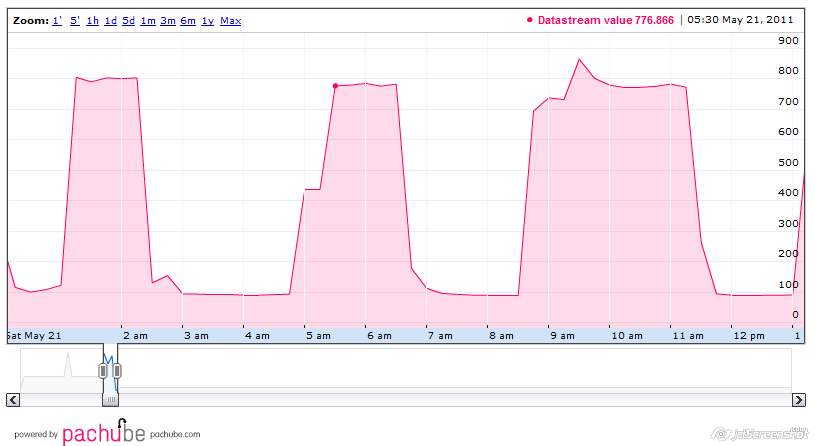 Zoom: 1' 5' 1h 1d 5d 1m 3m 6m 1y Max
Datastream value 776.866 | 05:30 May 21, 2011
900
800
700
600
500
400
300
200
100
0
Sat May 21 2 am 3 am 4 am 5 am 6 am 7 am 8 am 9 am 10 am 11 am 12 pm 1
powered by pachube pachube.com
jetScreenshot